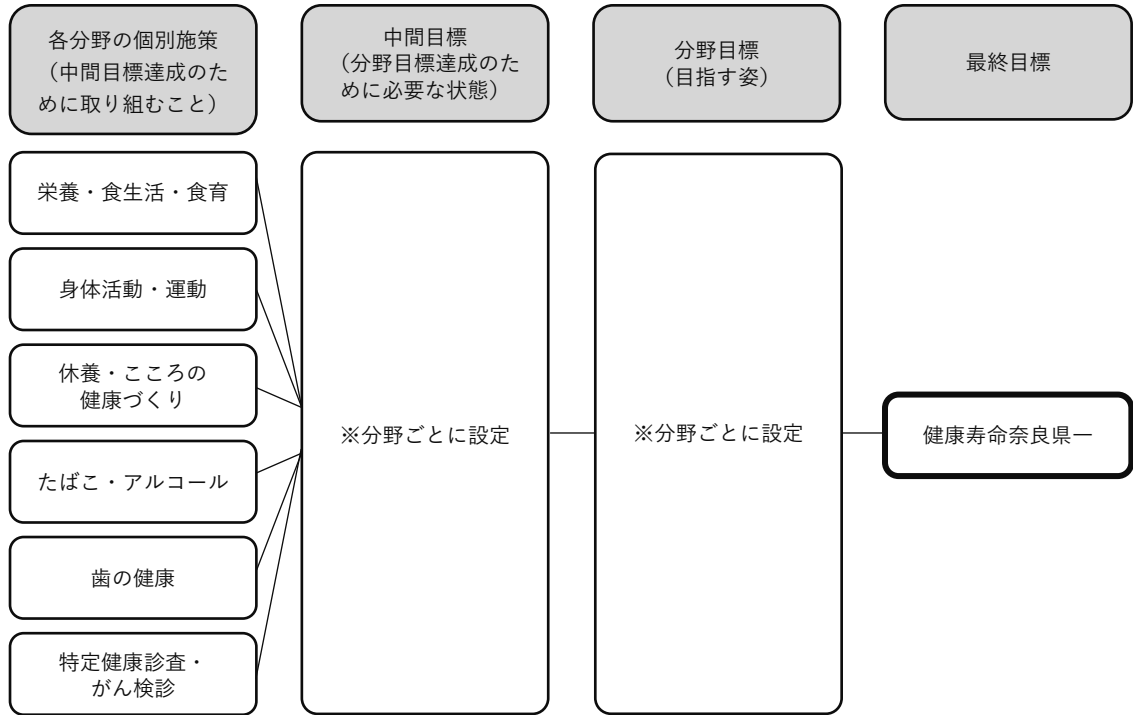 各分野の個別施策
（中間目標達成のた
めに取り組むこと）
中間目標
（分野目標達成のた
めに必要な状態）
分野目標
（目指す姿）
最終目標
栄養・食生活・食育
身体活動・運動
休養・こころの
健康づくり
たばこ・アルコール
歯の健康
特定健康診査・
がん検診
※分野ごとに設定
※分野ごとに設定
健康寿命奈良県一